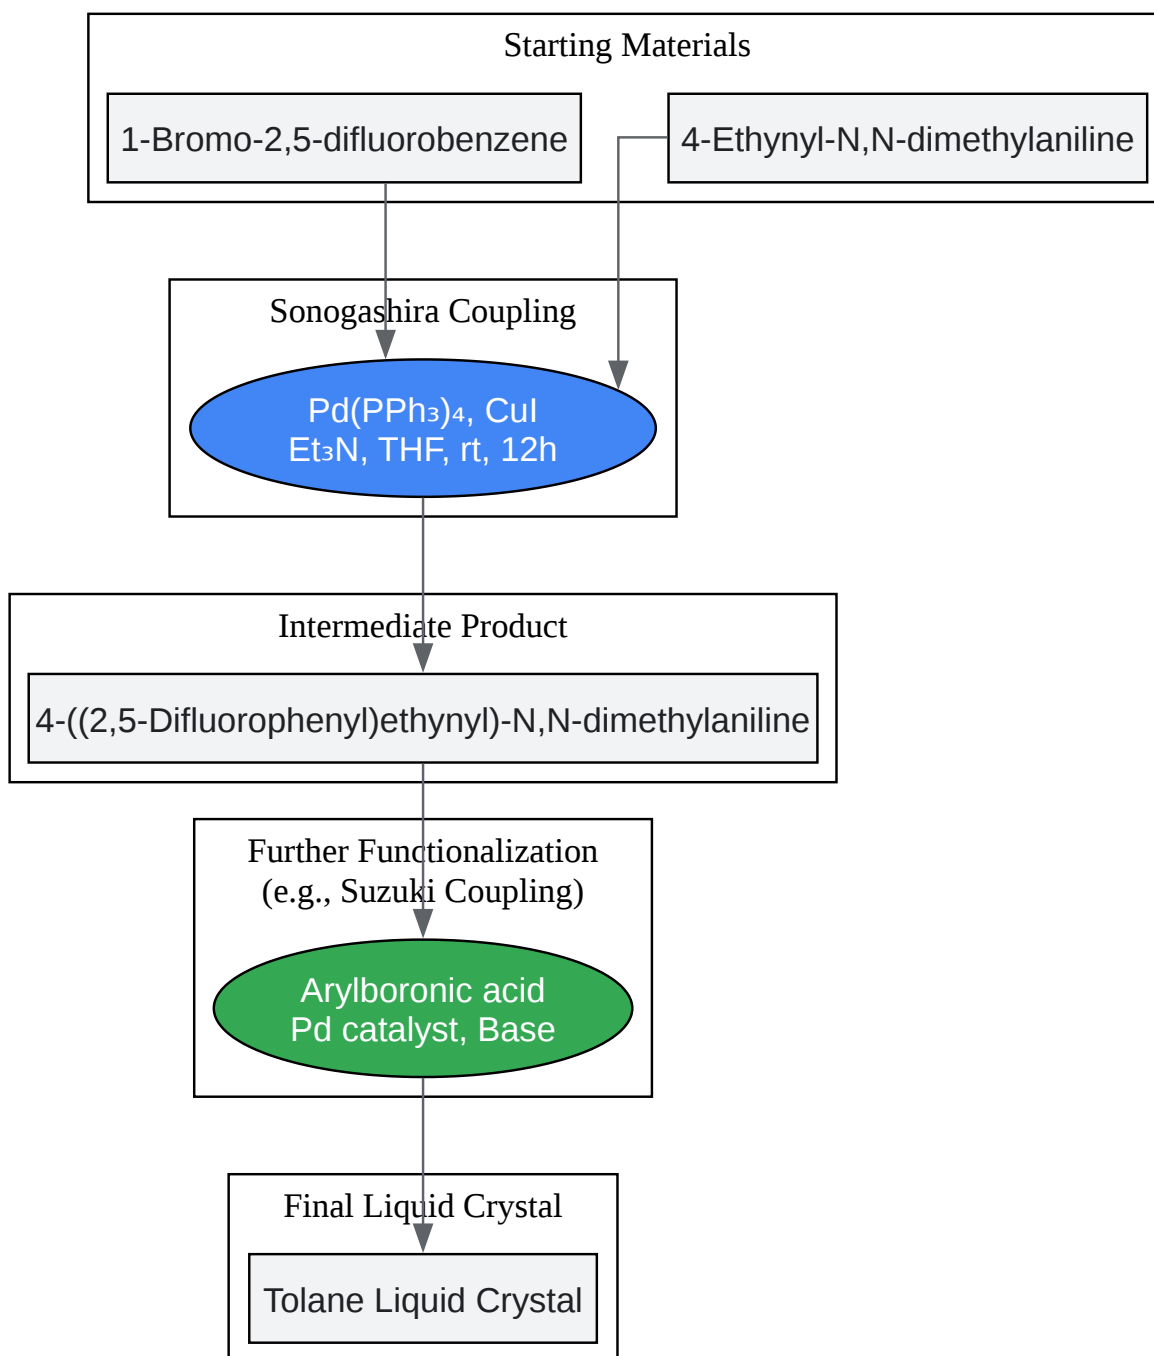 Starting Materials
1-Bromo-2,5-difluorobenzene
4-Ethynyl-N,N-dimethylaniline
Sonogashira Coupling
Pd(PPh₃)₄, CuI
Et₃N, THF, rt, 12h
Intermediate Product
4-((2,5-Difluorophenyl)ethynyl)-N,N-dimethylaniline
Further Functionalization
(e.g., Suzuki Coupling)
Arylboronic acid
Pd catalyst, Base
Final Liquid Crystal
Tolane Liquid Crystal